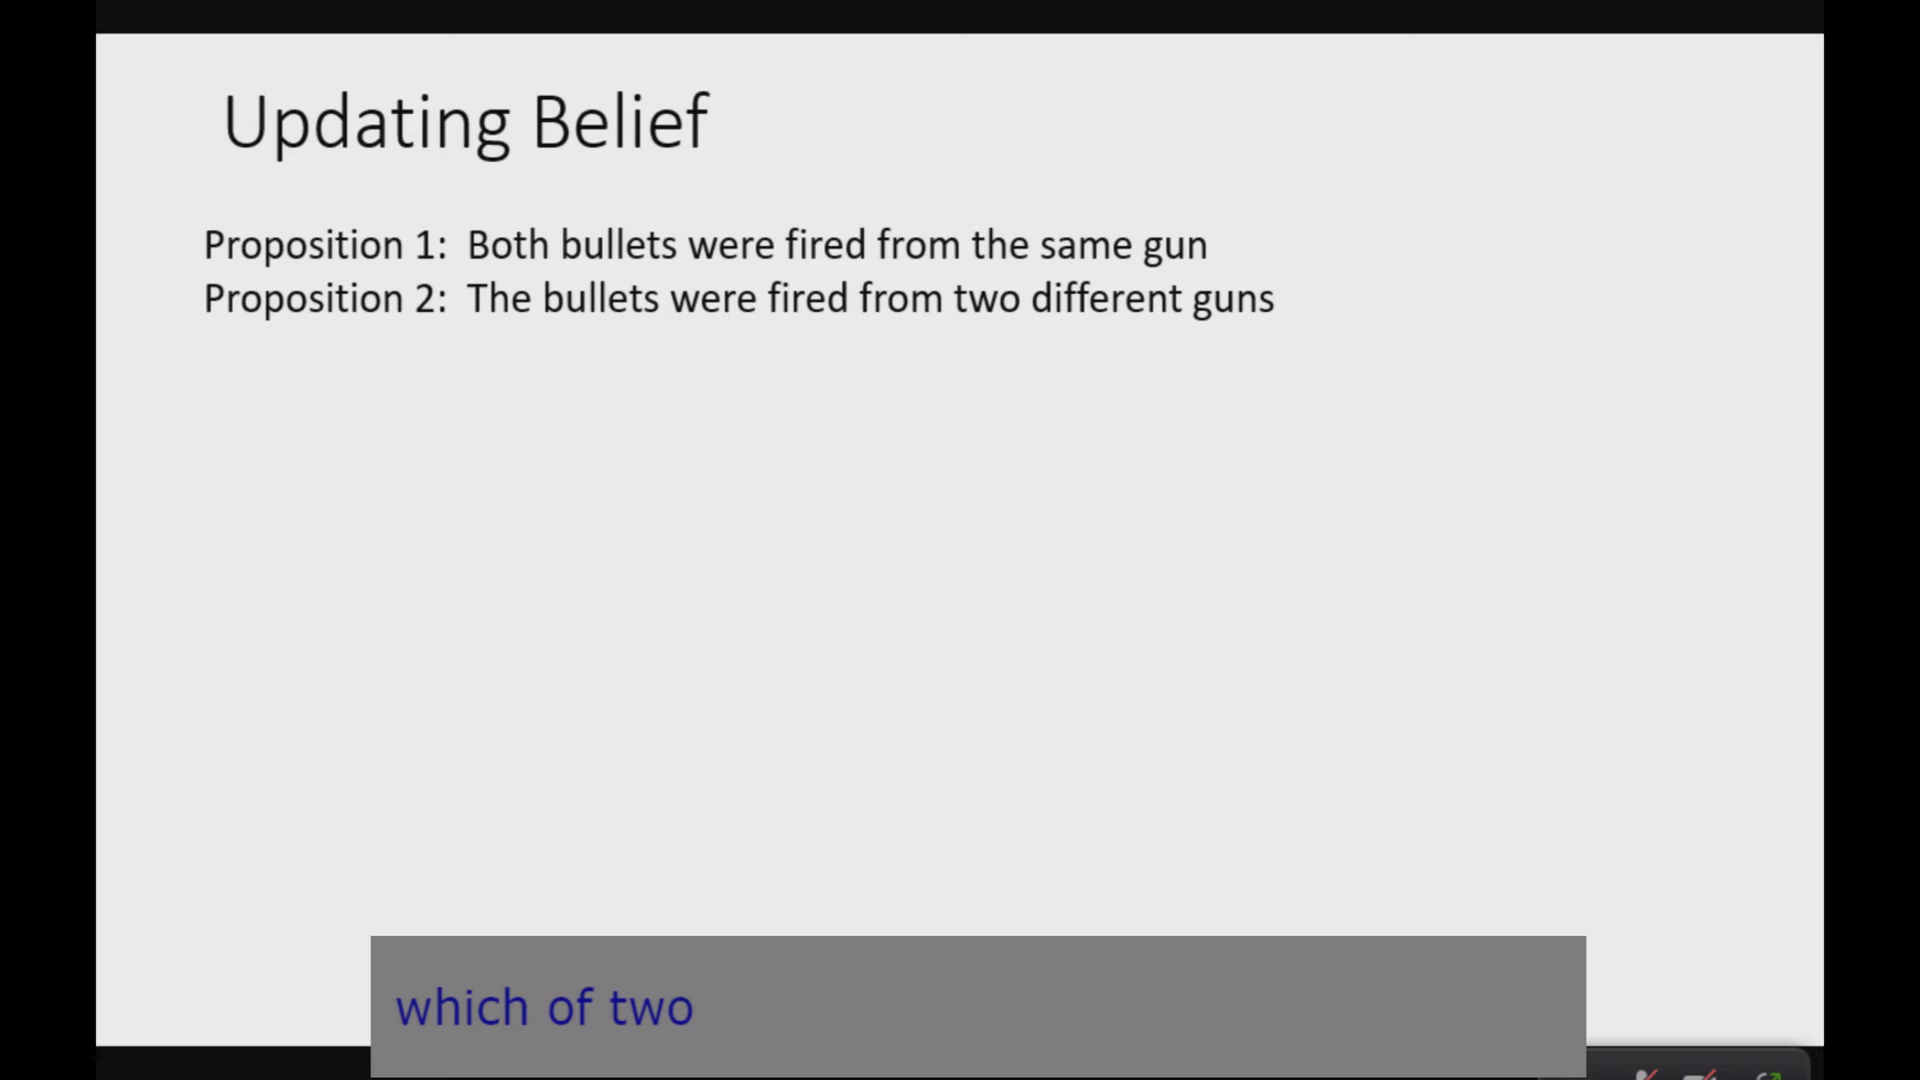 Updating Belief
Proposition 1: Both bullets were fired from the same gun
Proposition 2: The bullets were fired from two different guns
which of two